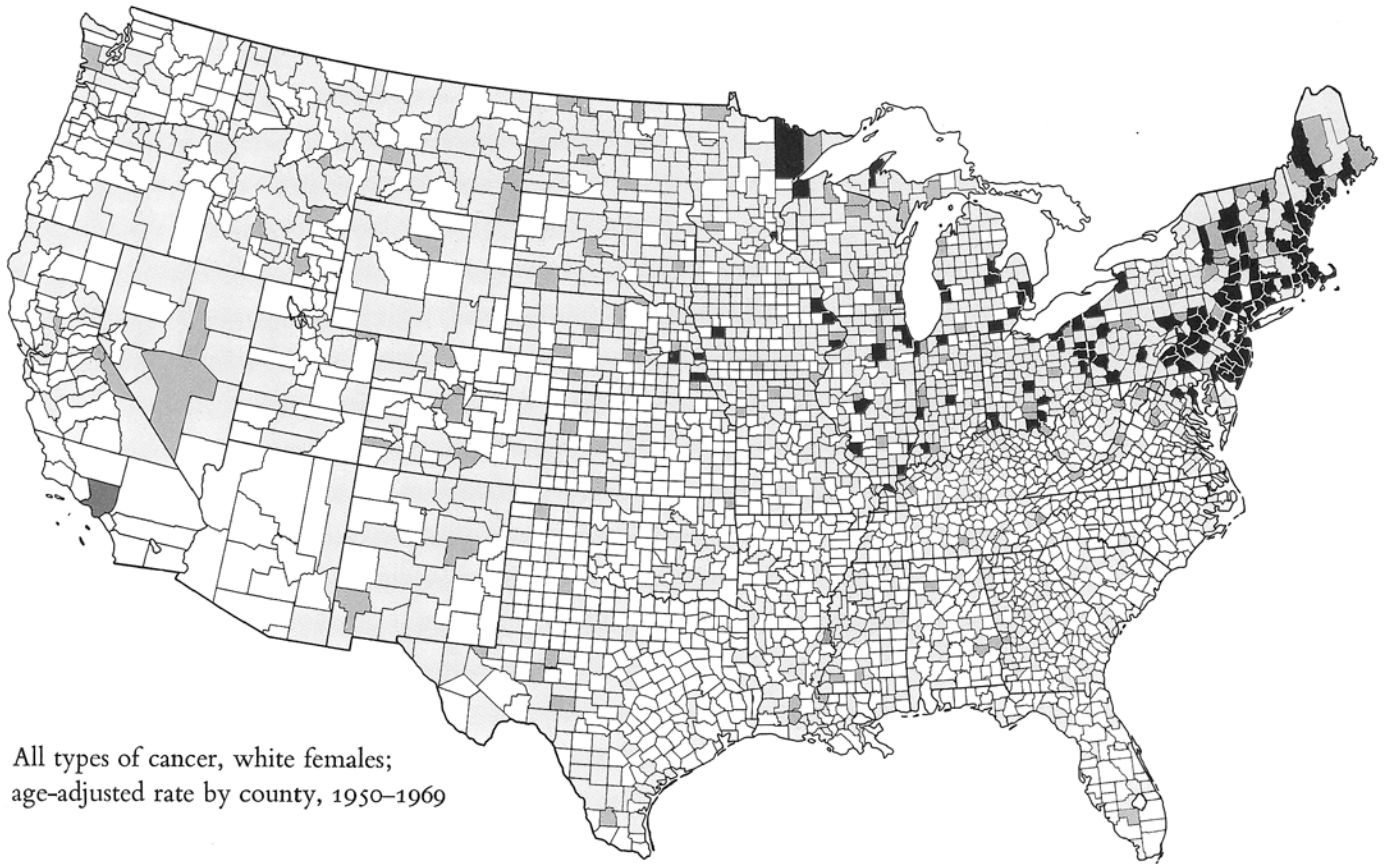 All types of cancer, white females;
age-adjusted rate by county, 1950–1969